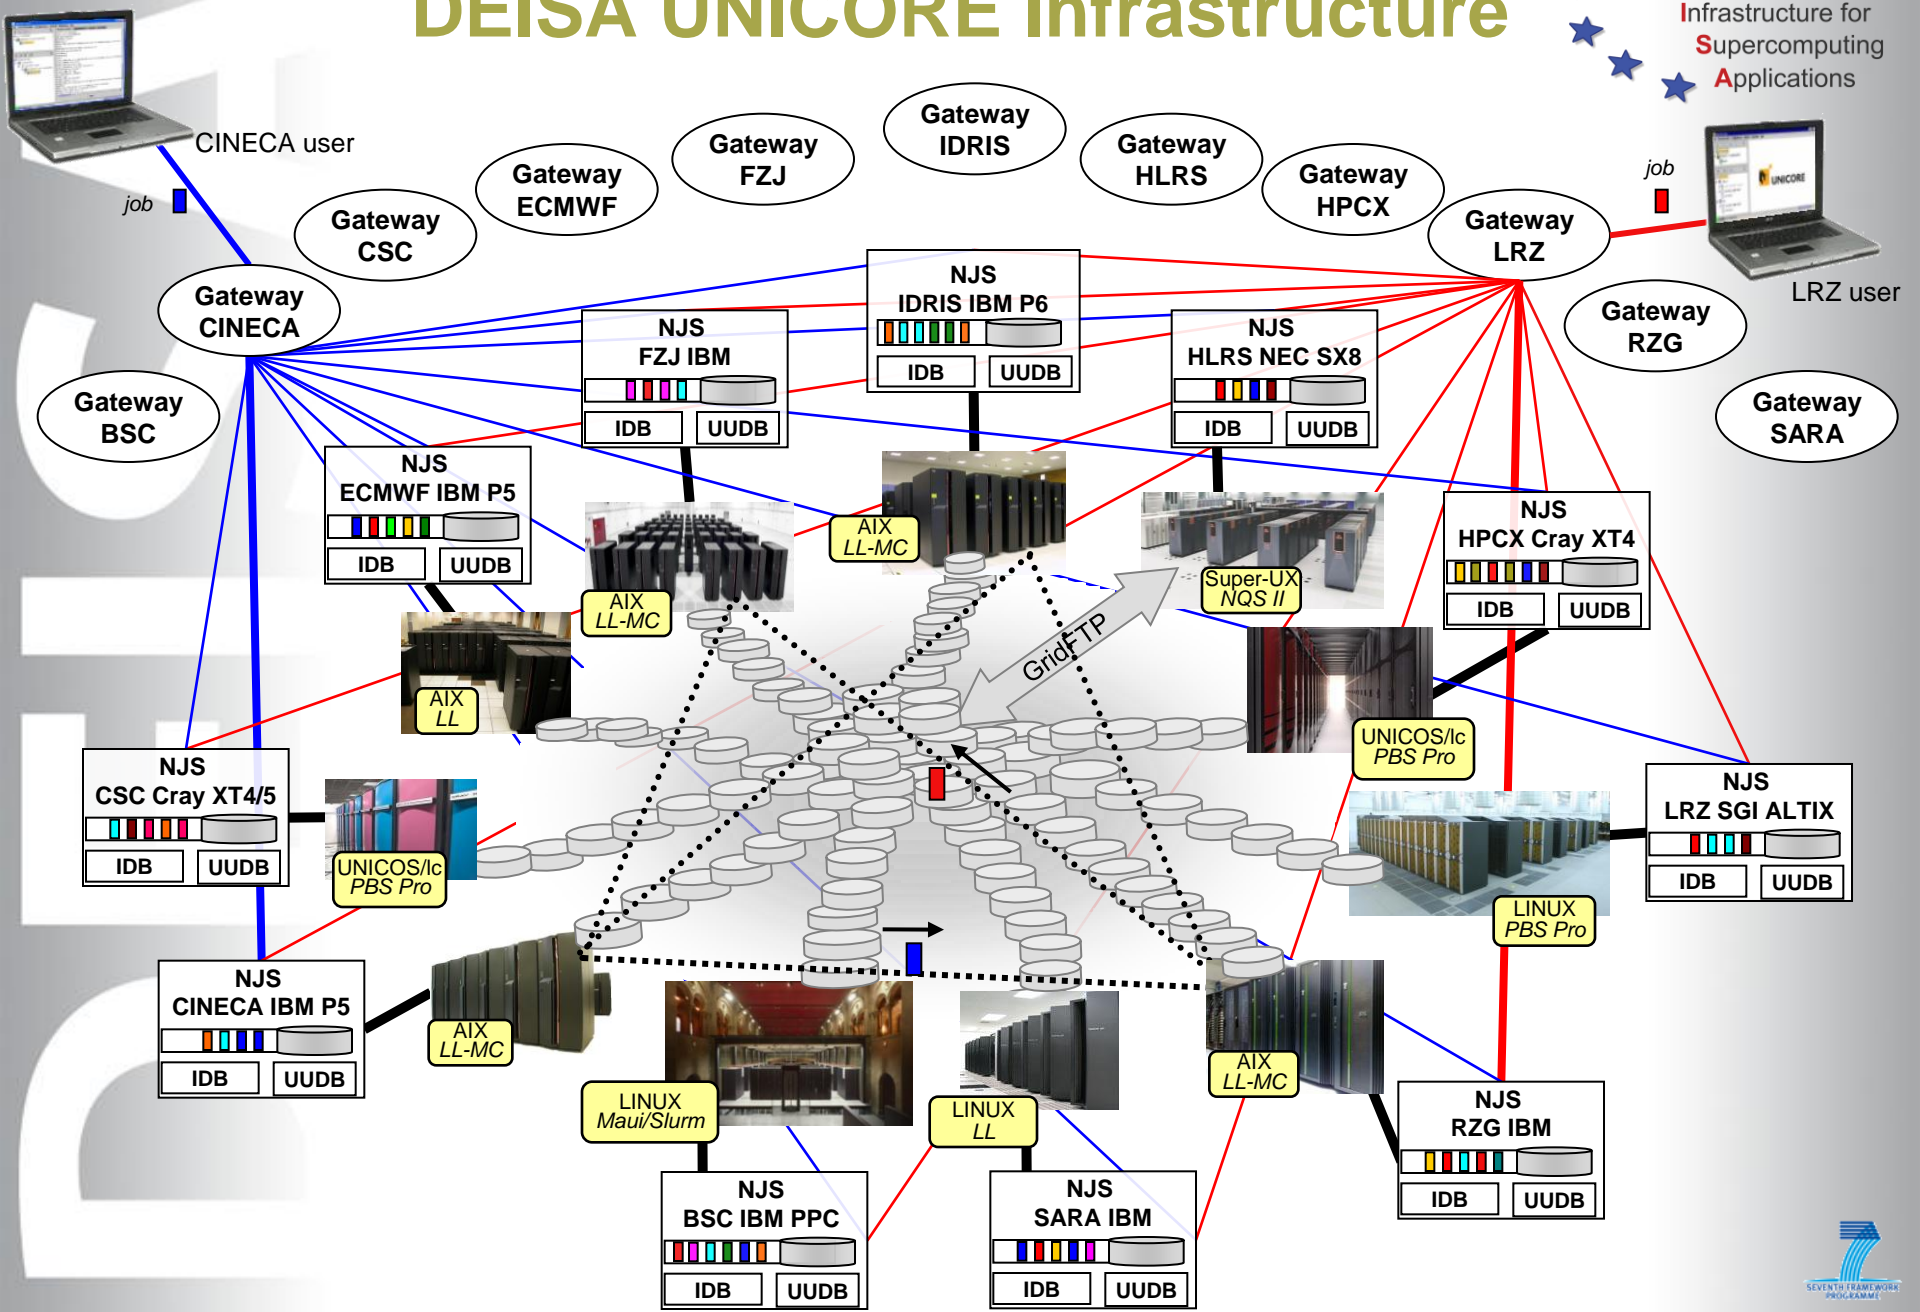 DEISA UNICORE Infrastructure
Infrastructure for
Supercomputing
Applications
CINECA user
job
Gateway
CINECA
Gateway
BSC
Gateway
CSC
Gateway
ECMWF
Gateway
FZJ
Gateway
IDRIS
Gateway
HLRS
Gateway
HPCX
Gateway
LRZ
job
UNICORE
LRZ user
Gateway
RZG
Gateway
SARA
NJS
IDRIS IBM P6
IDB UUDB
NJS
FZJ IBM
IDB UUDB
NJS
HLRS NEC SX8
IDB UUDB
NJS
ECMWF IBM P5
IDB UUDB
NJS
HPCX Cray XT4
IDB UUDB
AIX
LL-MC
AIX
LL-MC
Super-UX
NQS II
GridFTP
AIX
LL
UNICOS/lc
PBS Pro
NJS
CSC Cray XT4/5
IDB UUDB
UNICOS/lc
PBS Pro
NJS
LRZ SGI ALTIX
IDB UUDB
LINUX
PBS Pro
NJS
CINECA IBM P5
IDB UUDB
AIX
LL-MC
LINUX
Maui/Slurm
LINUX
LL
AIX
LL-MC
NJS
RZG IBM
IDB UUDB
NJS
BSC IBM PPC
IDB UUDB
NJS
SARA IBM
IDB UUDB
SEVENTH FRAMEWORK
PROGRAMME